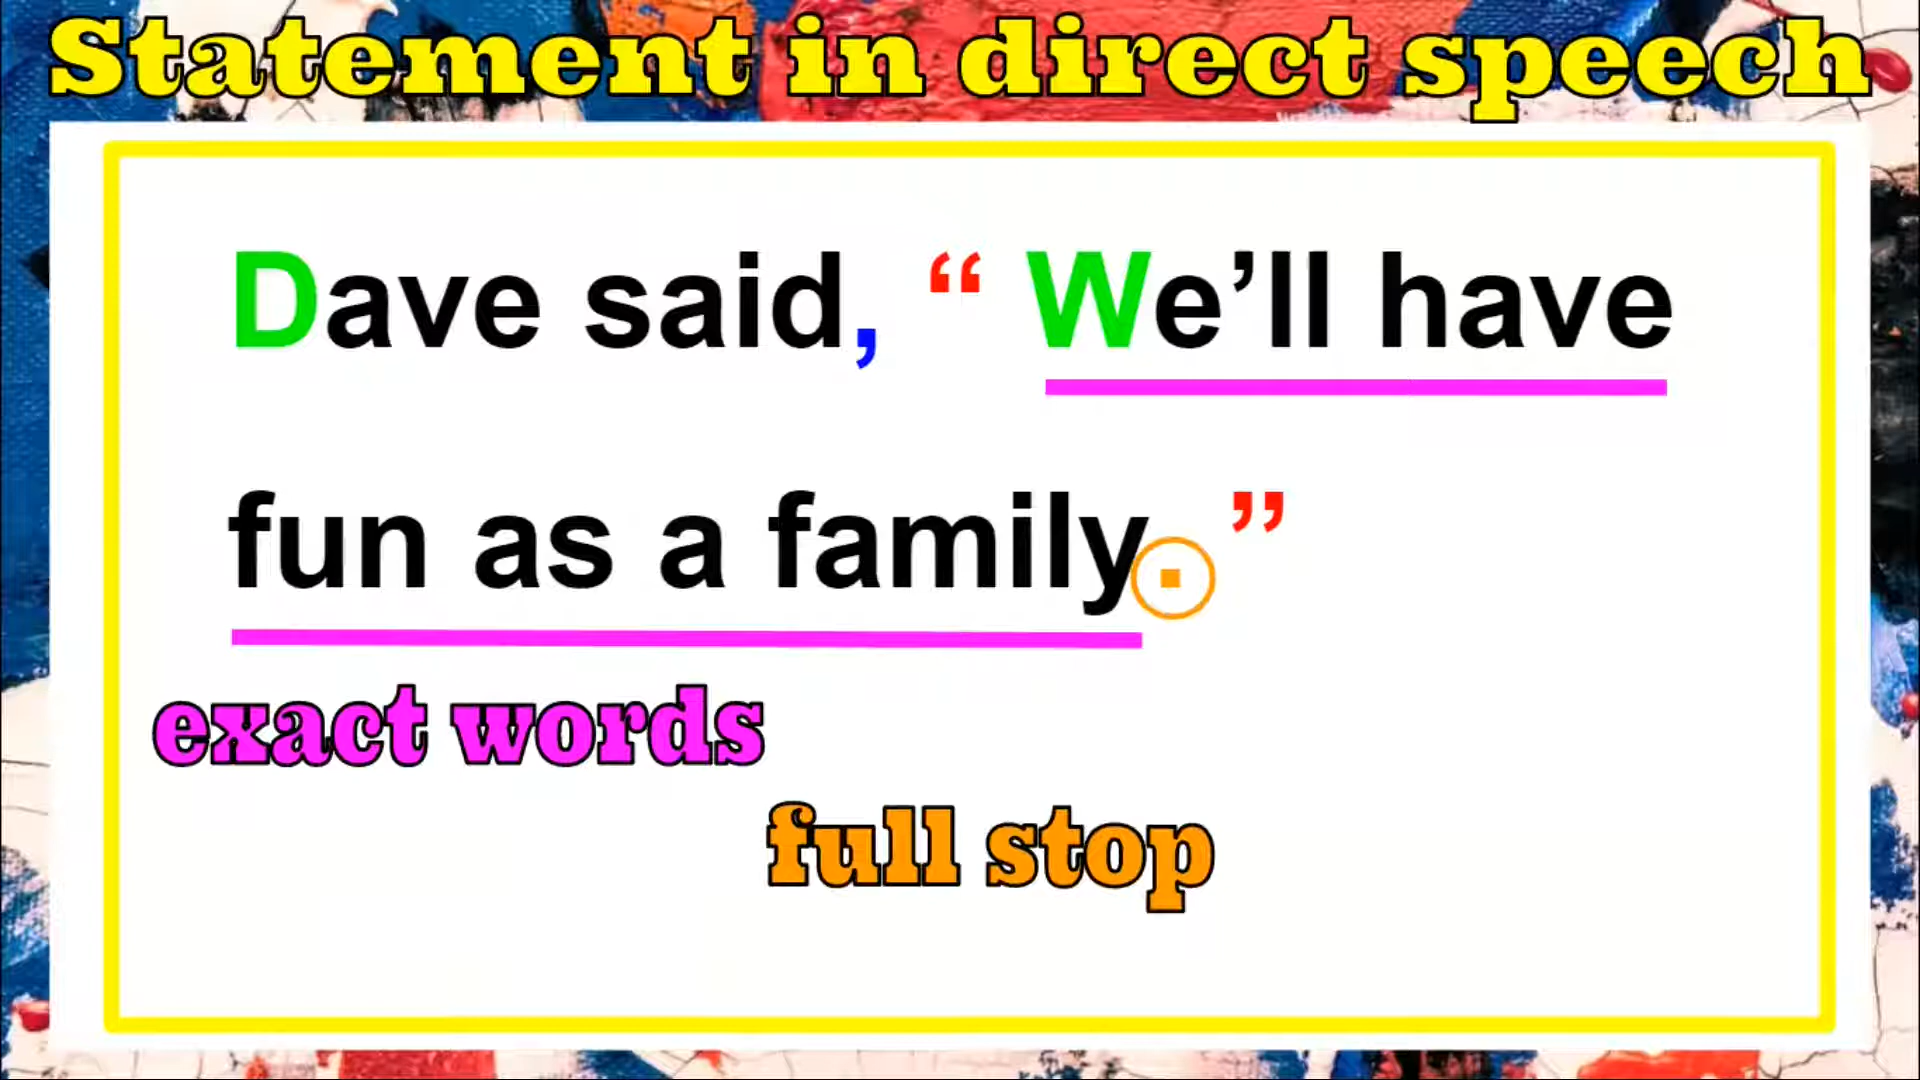 Statement in direct speech
Dave said, “ We’ll have
fun as a family. ”
exact words
full stop